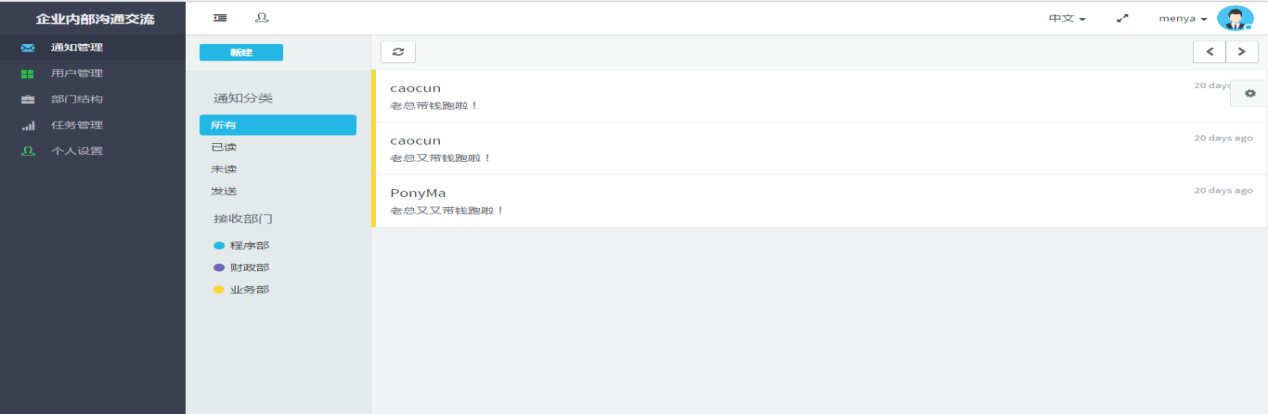 企业内部沟通交流
中文
menya
通知管理
用户管理
部门结构
任务管理
个人设置
新建
通知分类
所有
已读
未读
发送
接收部门
程序部
财政部
业务部
caocun
20 days
老总带钱跑啦！
caocun
20 days ago
老总又带钱跑啦！
PonyMa
20 days ago
老总又又带钱跑啦！